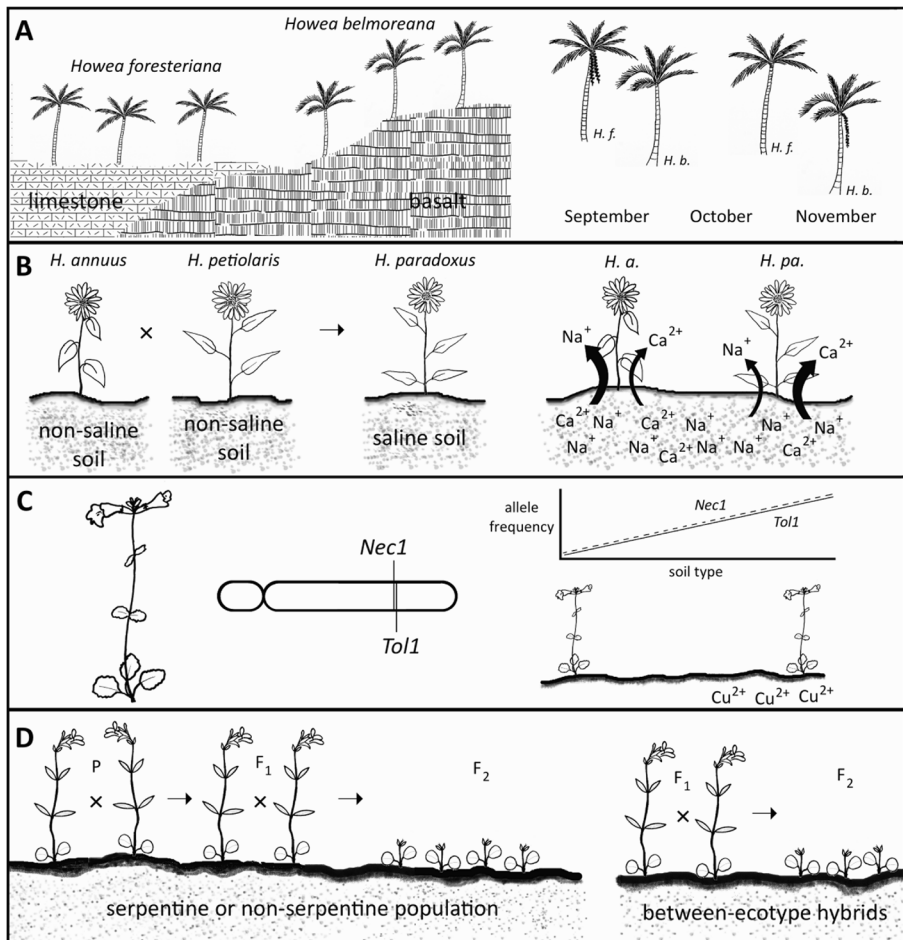 A
Howea belmoreana
Howea foresteriana
limestone
basalt
H. f.
H. b.
H. f.
H. b.
September
October
November
B
H. annuus
H. petiolaris
H. paradoxus
H. a.
H. pa.
×
→
Na+
Ca2+
Na+
Ca2+
non-saline
soil
non-saline
soil
saline soil
Ca2+ Na+ Ca2+ Na+ Na+ Na+
Na+ Na+ Ca2+ Na+ Na+ Ca2+
C
Nec1
Tol1
allele
frequency
Nec1
Tol1
soil type
Cu2+ Cu2+ Cu2+
D
P
×
→
F1
×
→
F2
F1
×
→
F2
serpentine or non-serpentine population
between-ecotype hybrids